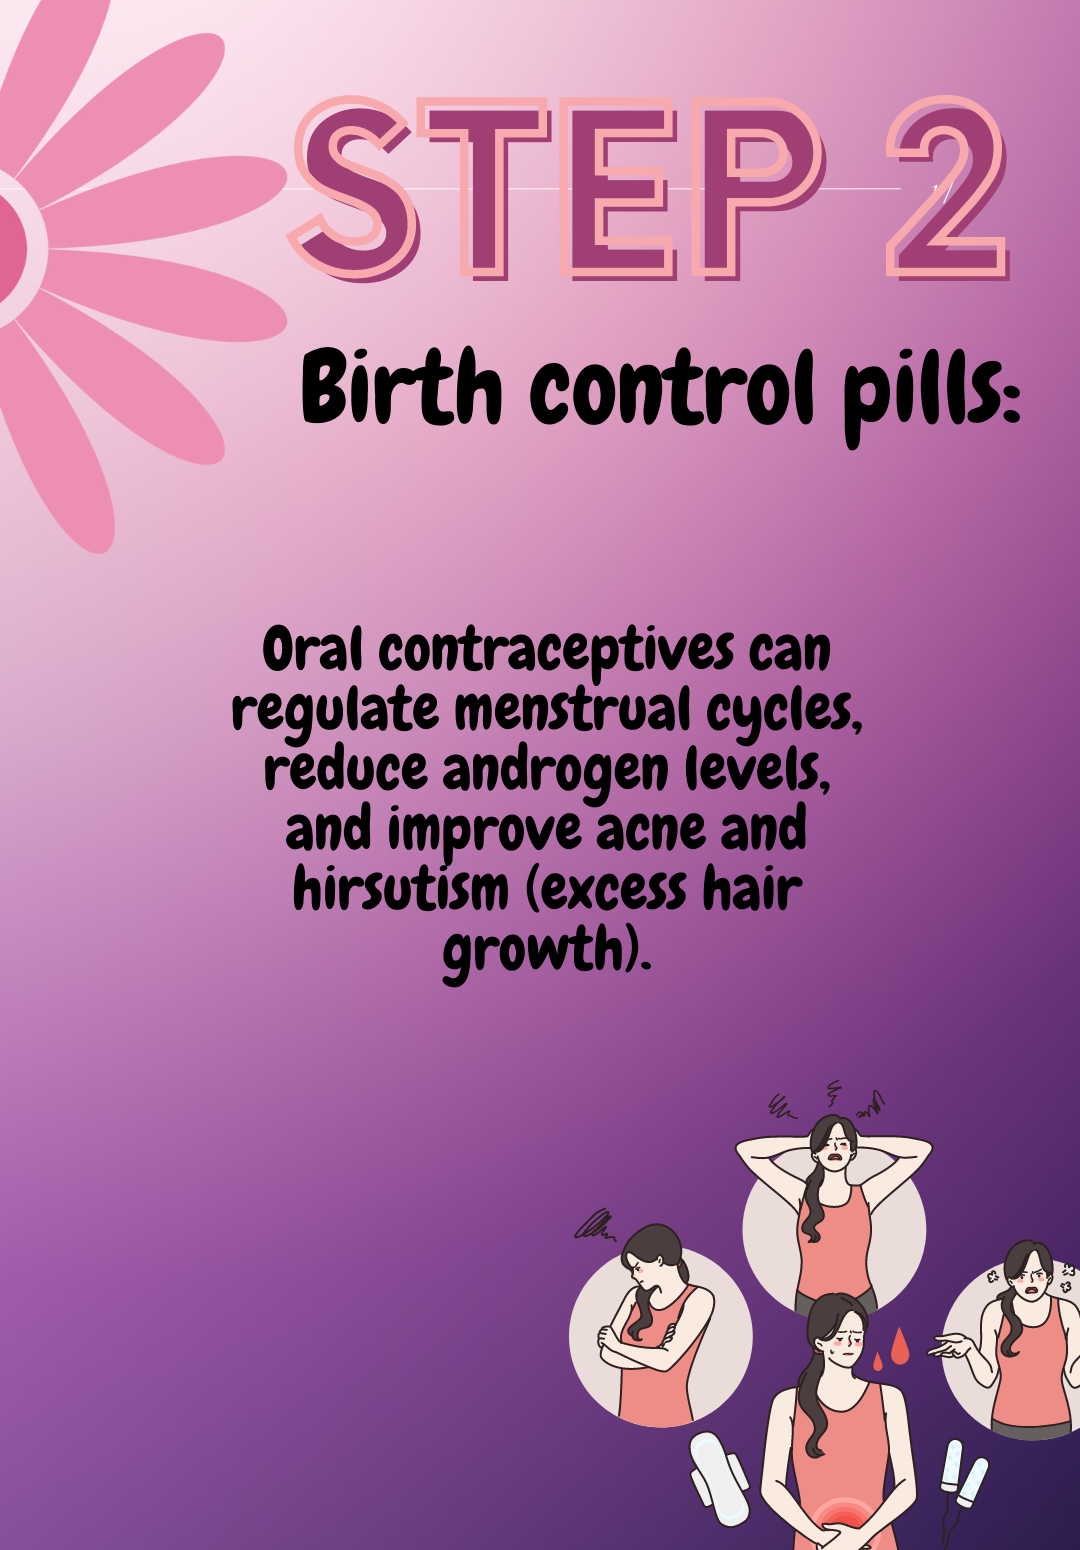 STEP 2
Birth control pills:
Oral contraceptives can
regulate menstrual cycles,
reduce androgen levels,
and improve acne and
hirsutism (excess hair
growth).